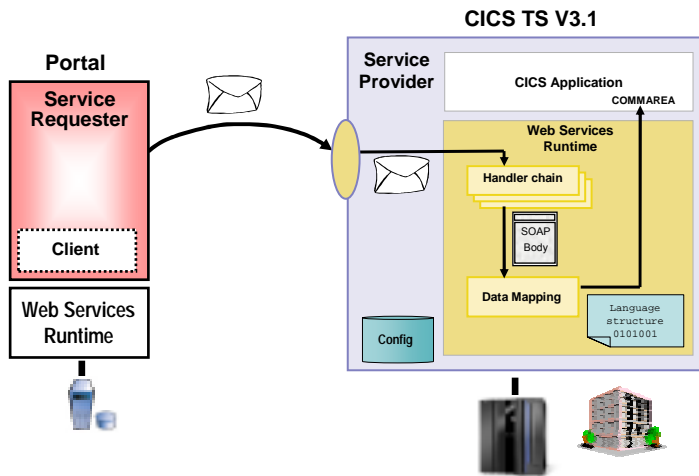 CICS TS V3.1
Portal
Service
Requester
Client
Web Services
Runtime
Service
Provider
CICS Application
COMMAREA
Web Services
Runtime
Handler chain
SOAP
Body
Data Mapping
Language
structure
0101001
Config